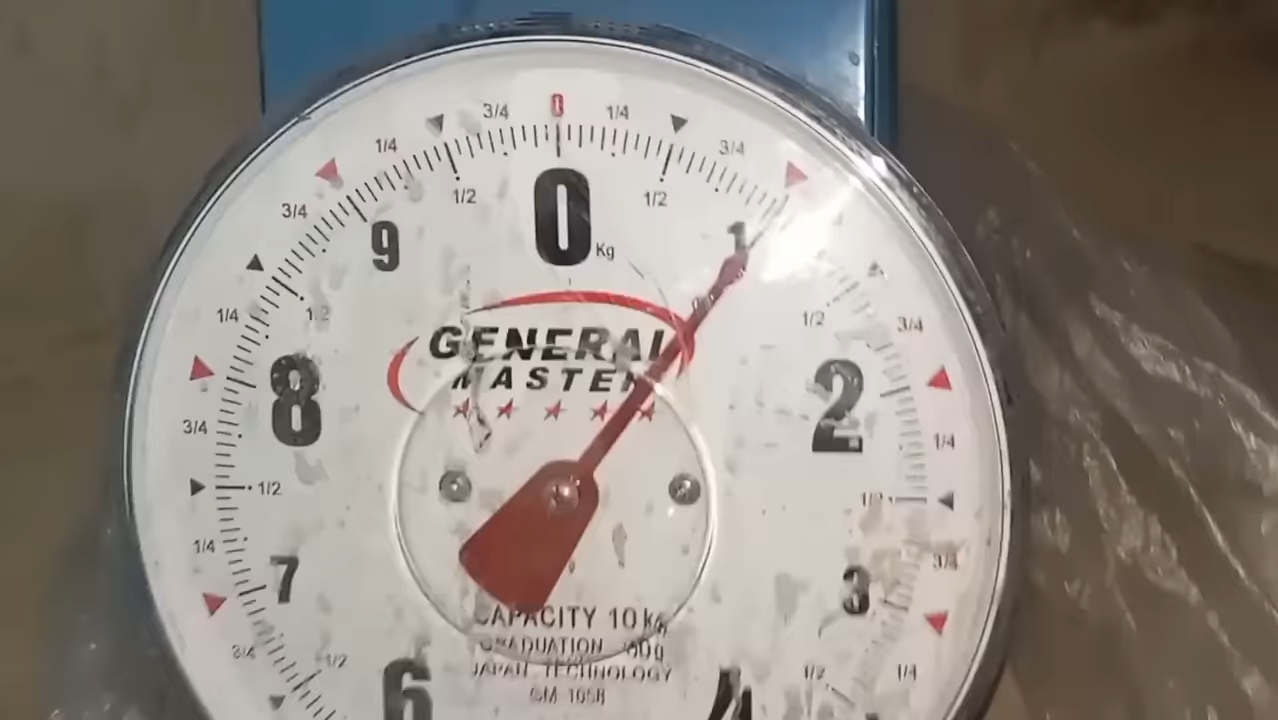 0
3/4 1/4
1/4 3/4
1/2 1/2
3/4
9 0 Kg 1
1/4 1/2 3/4
GENERAL
MASTER
8 2
3/4 1/4
1/2 1/2
1/4 3/4
7 3
CAPACITY 10 kg
GRADUATION
JAPAN TECHNOLOGY
3/4 1/2 1/2 1/4
6 4